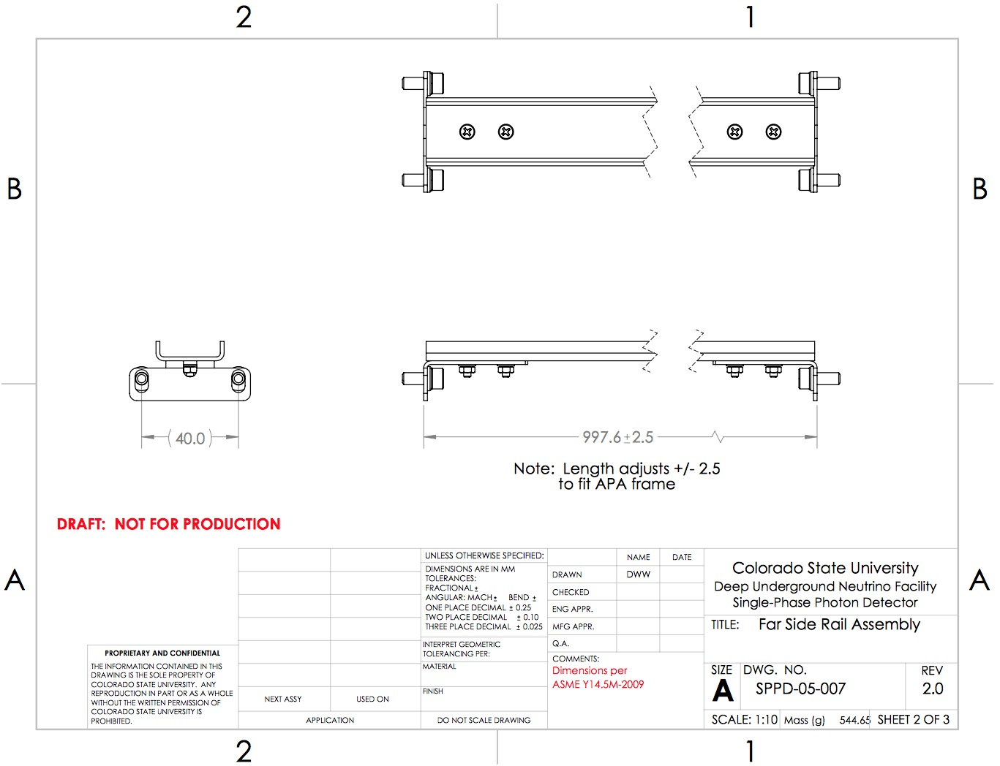 2
1
B
B
(40.0)
997.6±2.5
Note: Length adjusts +/- 2.5
to fit APA frame
DRAFT: NOT FOR PRODUCTION
A
A
UNLESS OTHERWISE SPECIFIED:
DIMENSIONS ARE IN MM
TOLERANCES:
FRACTIONAL±
ANGULAR: MACH± BEND ±
ONE PLACE DECIMAL ± 0.25
TWO PLACE DECIMAL ± 0.10
THREE PLACE DECIMAL ± 0.025
INTERPRET GEOMETRIC
TOLERANCING PER:
MATERIAL
FINISH
DO NOT SCALE DRAWING
NAME DATE
DRAWN DWW
CHECKED
ENG APPR.
MFG APPR.
Q.A.
COMMENTS:
Dimensions per
ASME Y14.5M-2009
Colorado State University
Deep Underground Neutrino Facility
Single-Phase Photon Detector
TITLE: Far Side Rail Assembly
SIZE DWG. NO. REV
A SPPD-05-007 2.0
SCALE: 1:10 Mass (g) 544.65 SHEET 2 OF 3
PROPRIETARY AND CONFIDENTIAL
THE INFORMATION CONTAINED IN THIS
DRAWING IS THE SOLE PROPERTY OF
COLORADO STATE UNIVERSITY. ANY
REPRODUCTION IN PART OR AS A WHOLE
WITHOUT THE WRITTEN PERMISSION OF
COLORADO STATE UNIVERSITY IS
PROHIBITED.
NEXT ASSY USED ON
APPLICATION
2
1